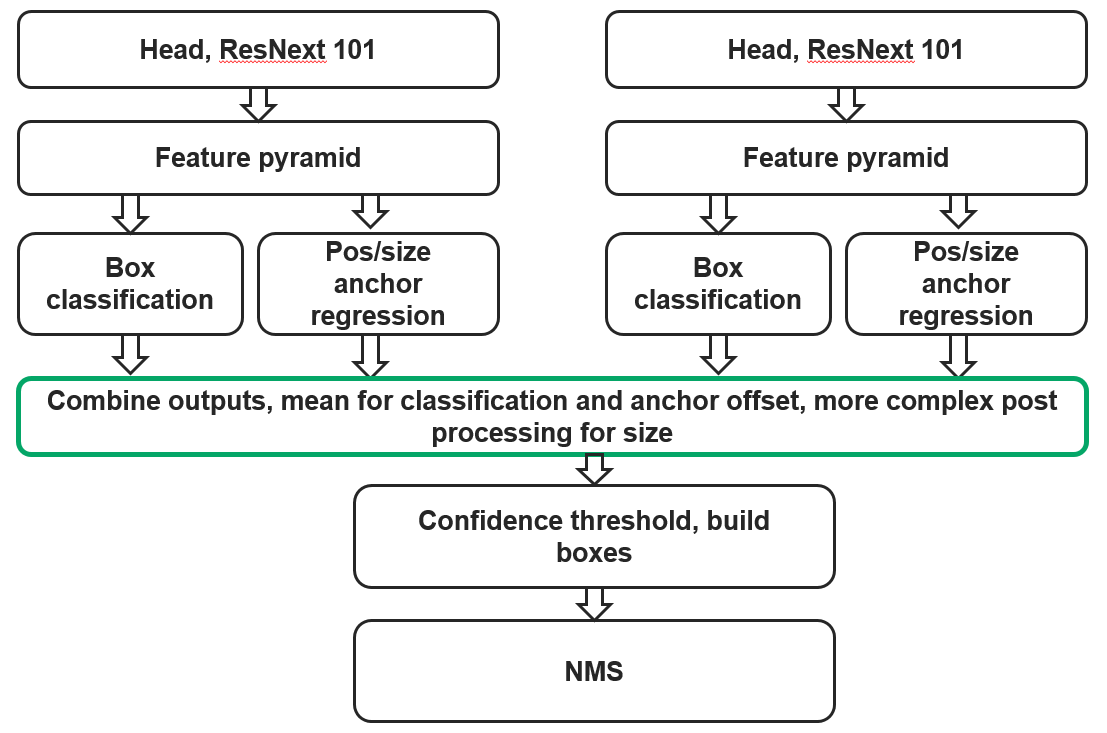 Head, ResNext 101
Head, ResNext 101
Feature pyramid
Feature pyramid
Box
classification
Pos/size
anchor
regression
Box
classification
Pos/size
anchor
regression
Combine outputs, mean for classification and anchor offset, more complex post
processing for size
Confidence threshold, build
boxes
NMS